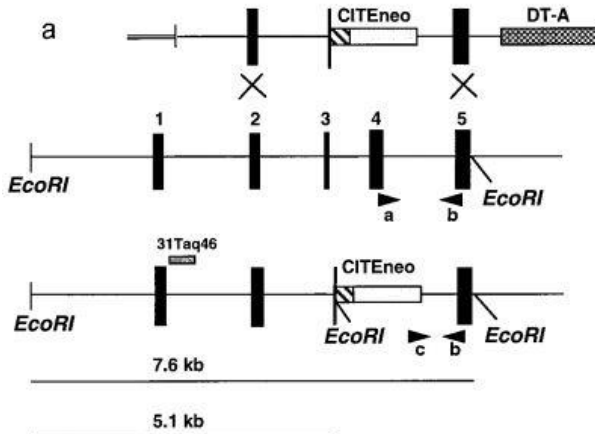 a
CITEneo
DT-A
1 2 3 4 5
EcoRI
a b
EcoRI
31Taq46
CITEneo
EcoRI
EcoRI
c b
EcoRI
7.6 kb
5.1 kb